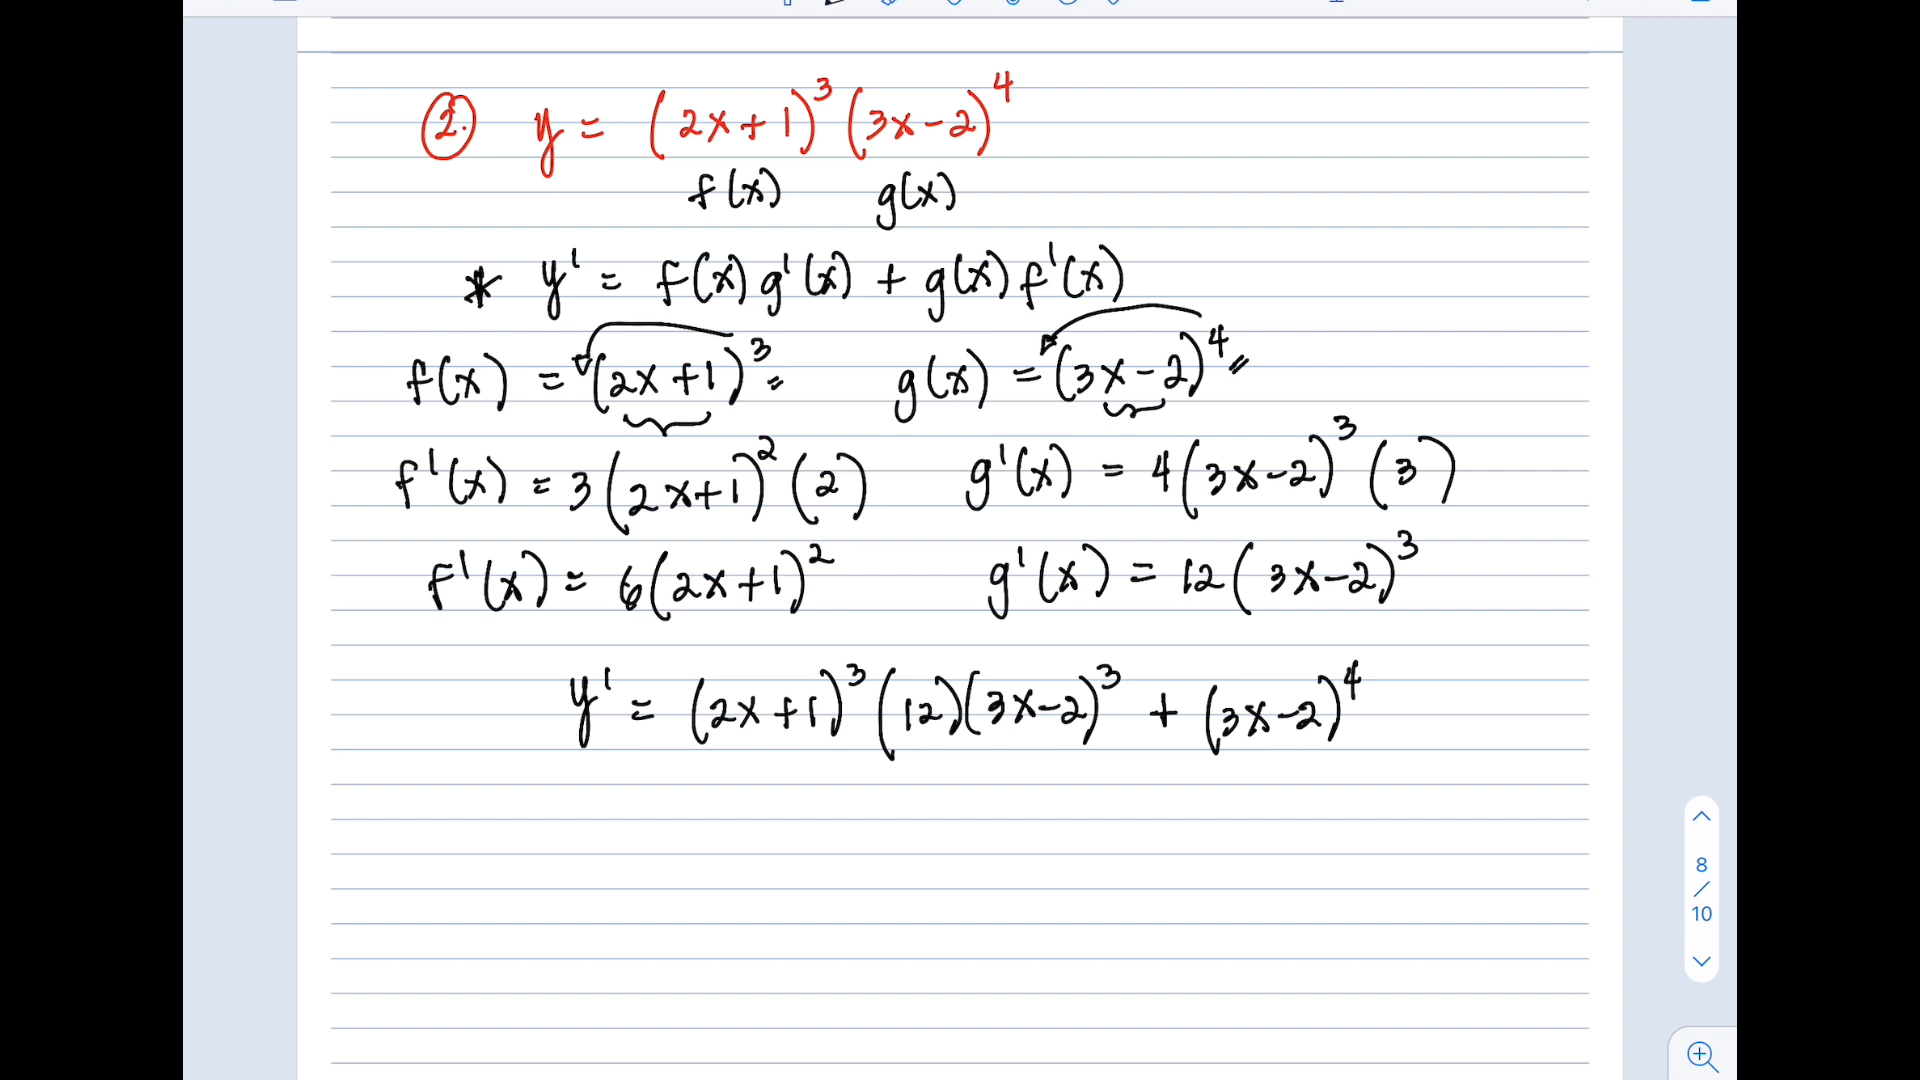 2. y = (2x+1)³ (3x-2)⁴
f(x) g(x)
* y' = f(x) g'(x) + g(x) f'(x)
f(x) = (2x+1)³ = g(x) = (3x-2)⁴ =
f'(x) = 3(2x+1)² (2) g'(x) = 4(3x-2)³ (3)
f'(x) = 6(2x+1)² g'(x) = 12(3x-2)³
y' = (2x+1)³ (12)(3x-2)³ + (3x-2)⁴
8
/
10